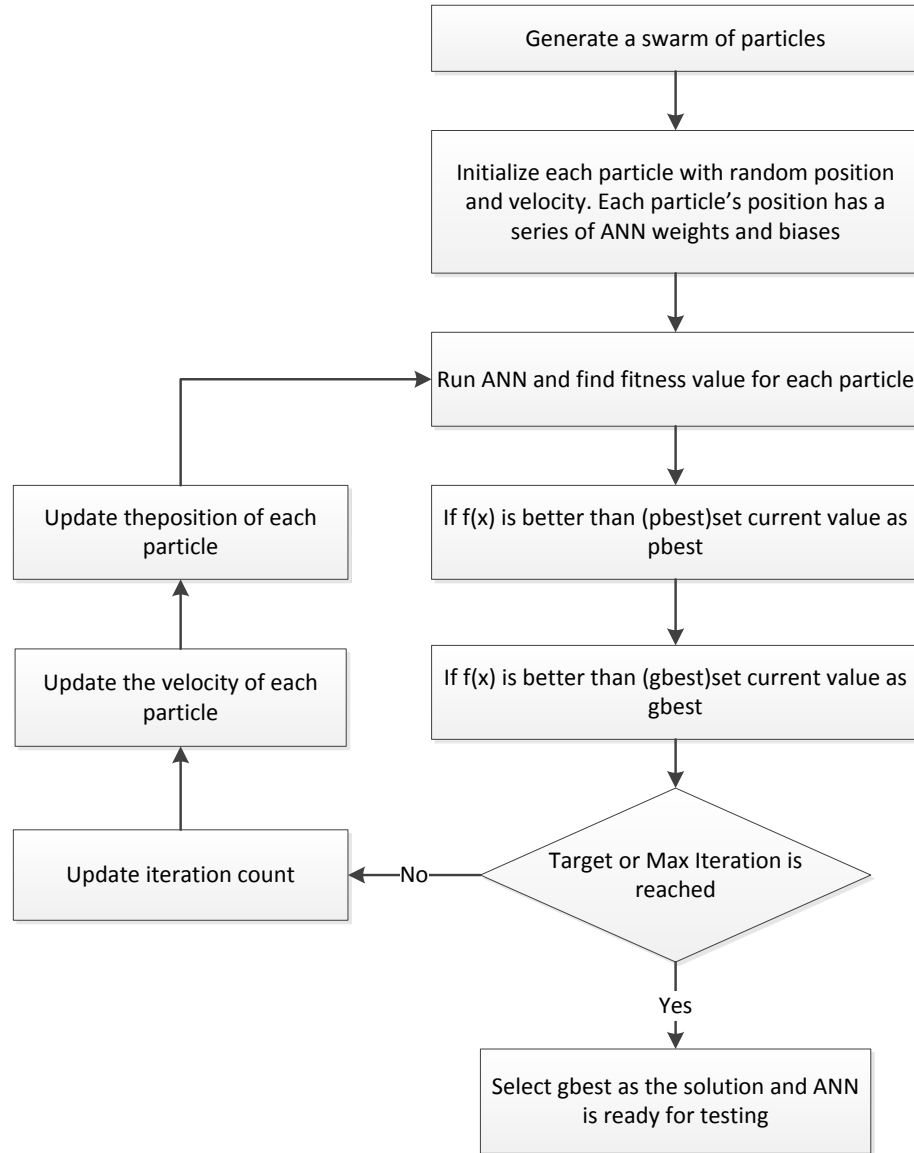 Generate a swarm of particles
Initialize each particle with random position
and velocity. Each particle’s position has a
series of ANN weights and biases
Run ANN and find fitness value for each particle
If f(x) is better than (pbest)set current value as
pbest
If f(x) is better than (gbest)set current value as
gbest
Target or Max Iteration is
reached
No
Update iteration count
Update the velocity of each
particle
Update theposition of each
particle
Yes
Select gbest as the solution and ANN
is ready for testing